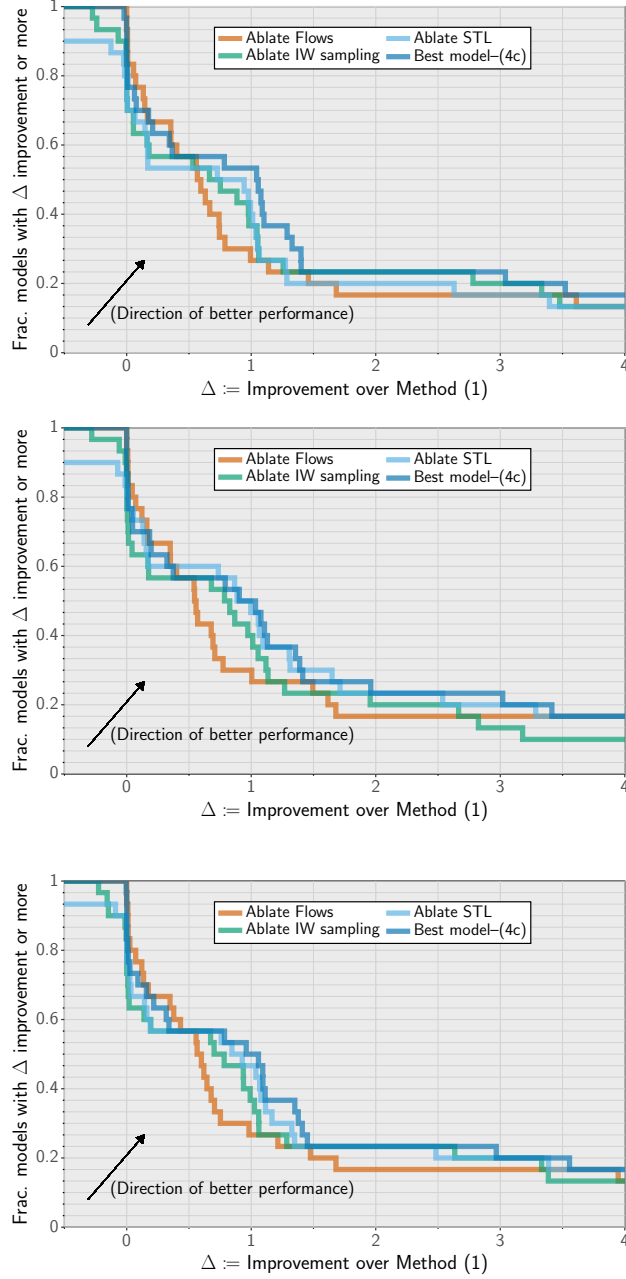 Frac. models with Δ improvement or more
1
0.8
0.6
0.4
0.2
0
Ablate Flows
Ablate STL
Ablate IW sampling
Best model–(4c)
(Direction of better performance)
0 1 2 3 4
Δ := Improvement over Method (1)
Frac. models with Δ improvement or more
1
0.8
0.6
0.4
0.2
0
Ablate Flows
Ablate STL
Ablate IW sampling
Best model–(4c)
(Direction of better performance)
0 1 2 3 4
Δ := Improvement over Method (1)
Frac. models with Δ improvement or more
1
0.8
0.6
0.4
0.2
0
Ablate Flows
Ablate STL
Ablate IW sampling
Best model–(4c)
(Direction of better performance)
0 1 2 3 4
Δ := Improvement over Method (1)